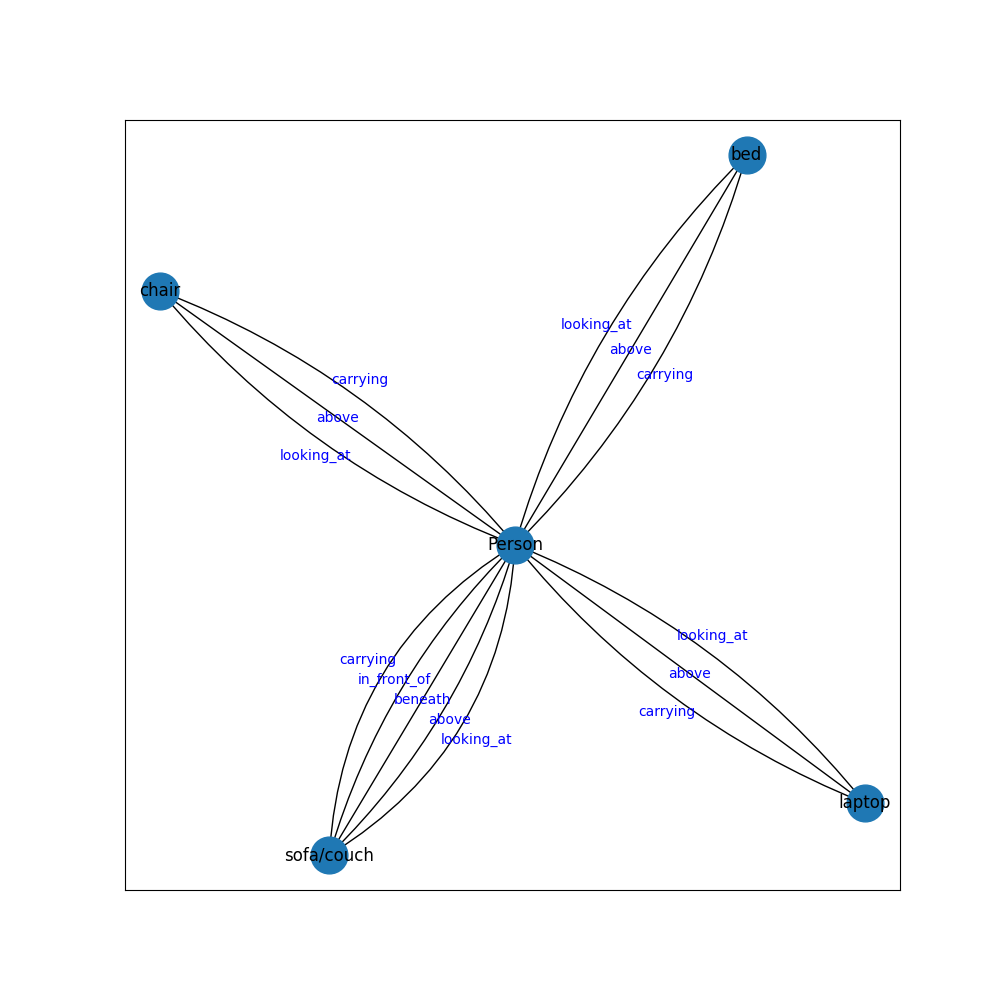 bed
chair
looking_at
above
carrying
carrying
above
looking_at
Person
looking_at
carrying
above
in_front_of
beneath
carrying
above
looking_at
laptop
sofa/couch